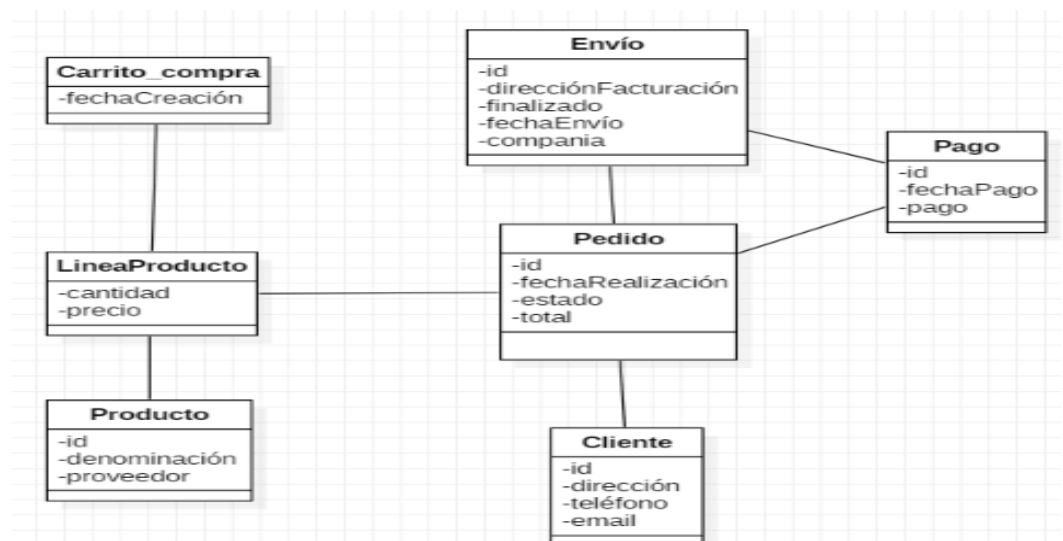 Carrito_compra
-fechaCreación
Envío
-id
-direcciónFacturación
-finalizado
-fechaEnvío
-compania
Pago
-id
-fechaPago
-pago
LineaProducto
-cantidad
-precio
Pedido
-id
-fechaRealización
-estado
-total
Producto
-id
-denominación
-proveedor
Cliente
-id
-dirección
-teléfono
-email